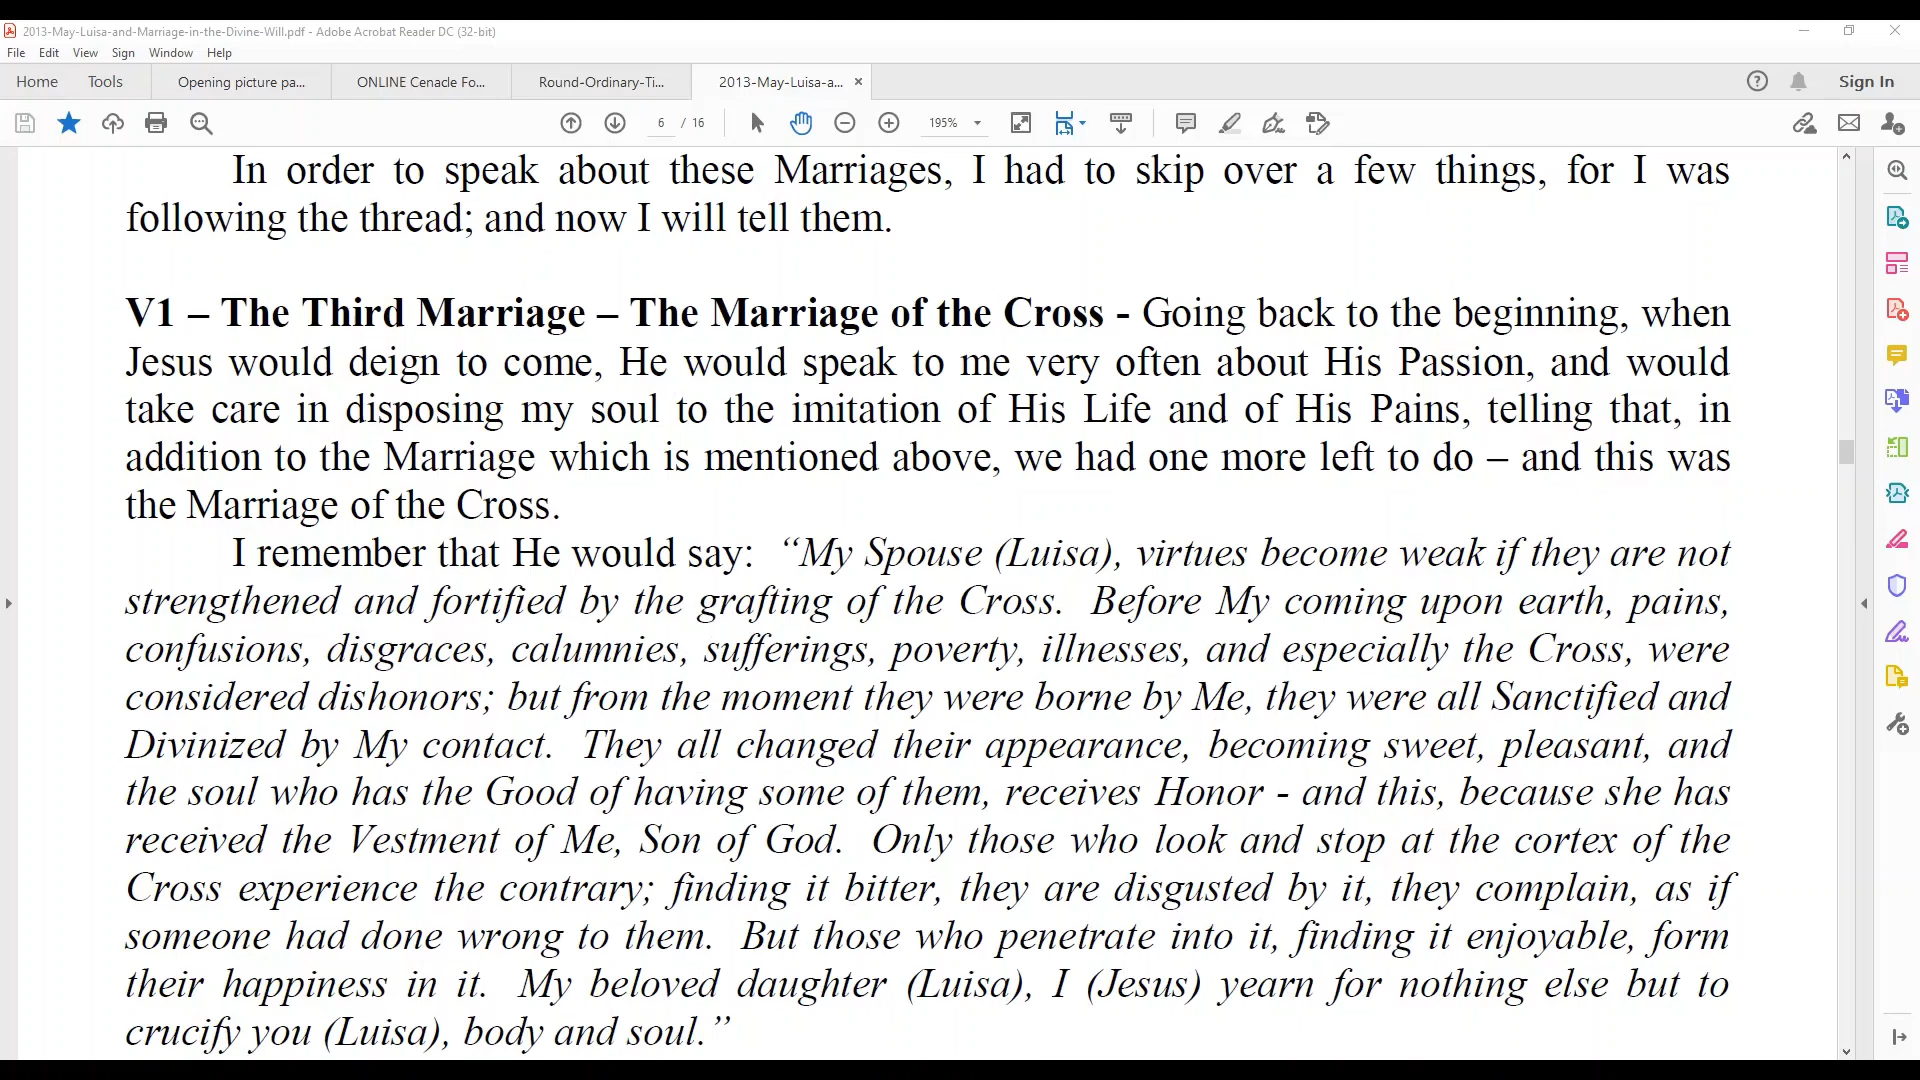 2013-May-Luisa-and-Marriage-in-the-Divine-Will.pdf - Adobe Acrobat Reader DC (32-bit)
File Edit View Sign Window Help
Home Tools Opening picture pa... ONLINE Cenacle Fo... Round-Ordinary-Ti... 2013-May-Luisa-a... × Sign In
6 / 16 195%
In order to speak about these Marriages, I had to skip over a few things, for I was
following the thread; and now I will tell them.
V1 – The Third Marriage – The Marriage of the Cross - Going back to the beginning, when
Jesus would deign to come, He would speak to me very often about His Passion, and would
take care in disposing my soul to the imitation of His Life and of His Pains, telling that, in
addition to the Marriage which is mentioned above, we had one more left to do – and this was
the Marriage of the Cross.
I remember that He would say: “My Spouse (Luisa), virtues become weak if they are not
strengthened and fortified by the grafting of the Cross. Before My coming upon earth, pains,
confusions, disgraces, calumnies, sufferings, poverty, illnesses, and especially the Cross, were
considered dishonors; but from the moment they were borne by Me, they were all Sanctified and
Divinized by My contact. They all changed their appearance, becoming sweet, pleasant, and
the soul who has the Good of having some of them, receives Honor - and this, because she has
received the Vestment of Me, Son of God. Only those who look and stop at the cortex of the
Cross experience the contrary; finding it bitter, they are disgusted by it, they complain, as if
someone had done wrong to them. But those who penetrate into it, finding it enjoyable, form
their happiness in it. My beloved daughter (Luisa), I (Jesus) yearn for nothing else but to
crucify you (Luisa), body and soul.”